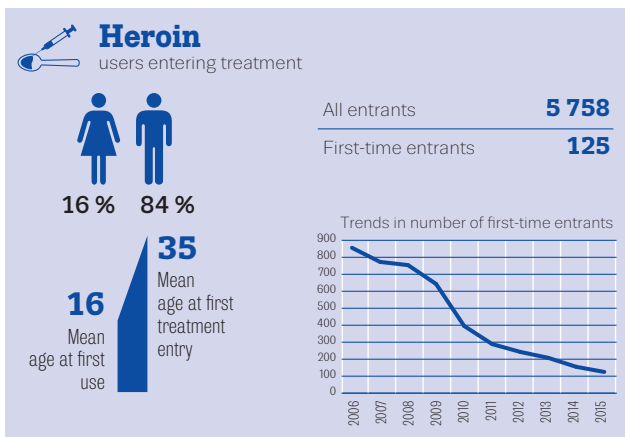 Heroin
users entering treatment
16 % 84 %
35
Mean
age at first
treatment
entry
16
Mean
age at first
use
All entrants 5 758
First-time entrants 125
Trends in number of first-time entrants
900
800
700
600
500
400
300
200
100
0
2006 2007 2008 2009 2010 2011 2012 2013 2014 2015